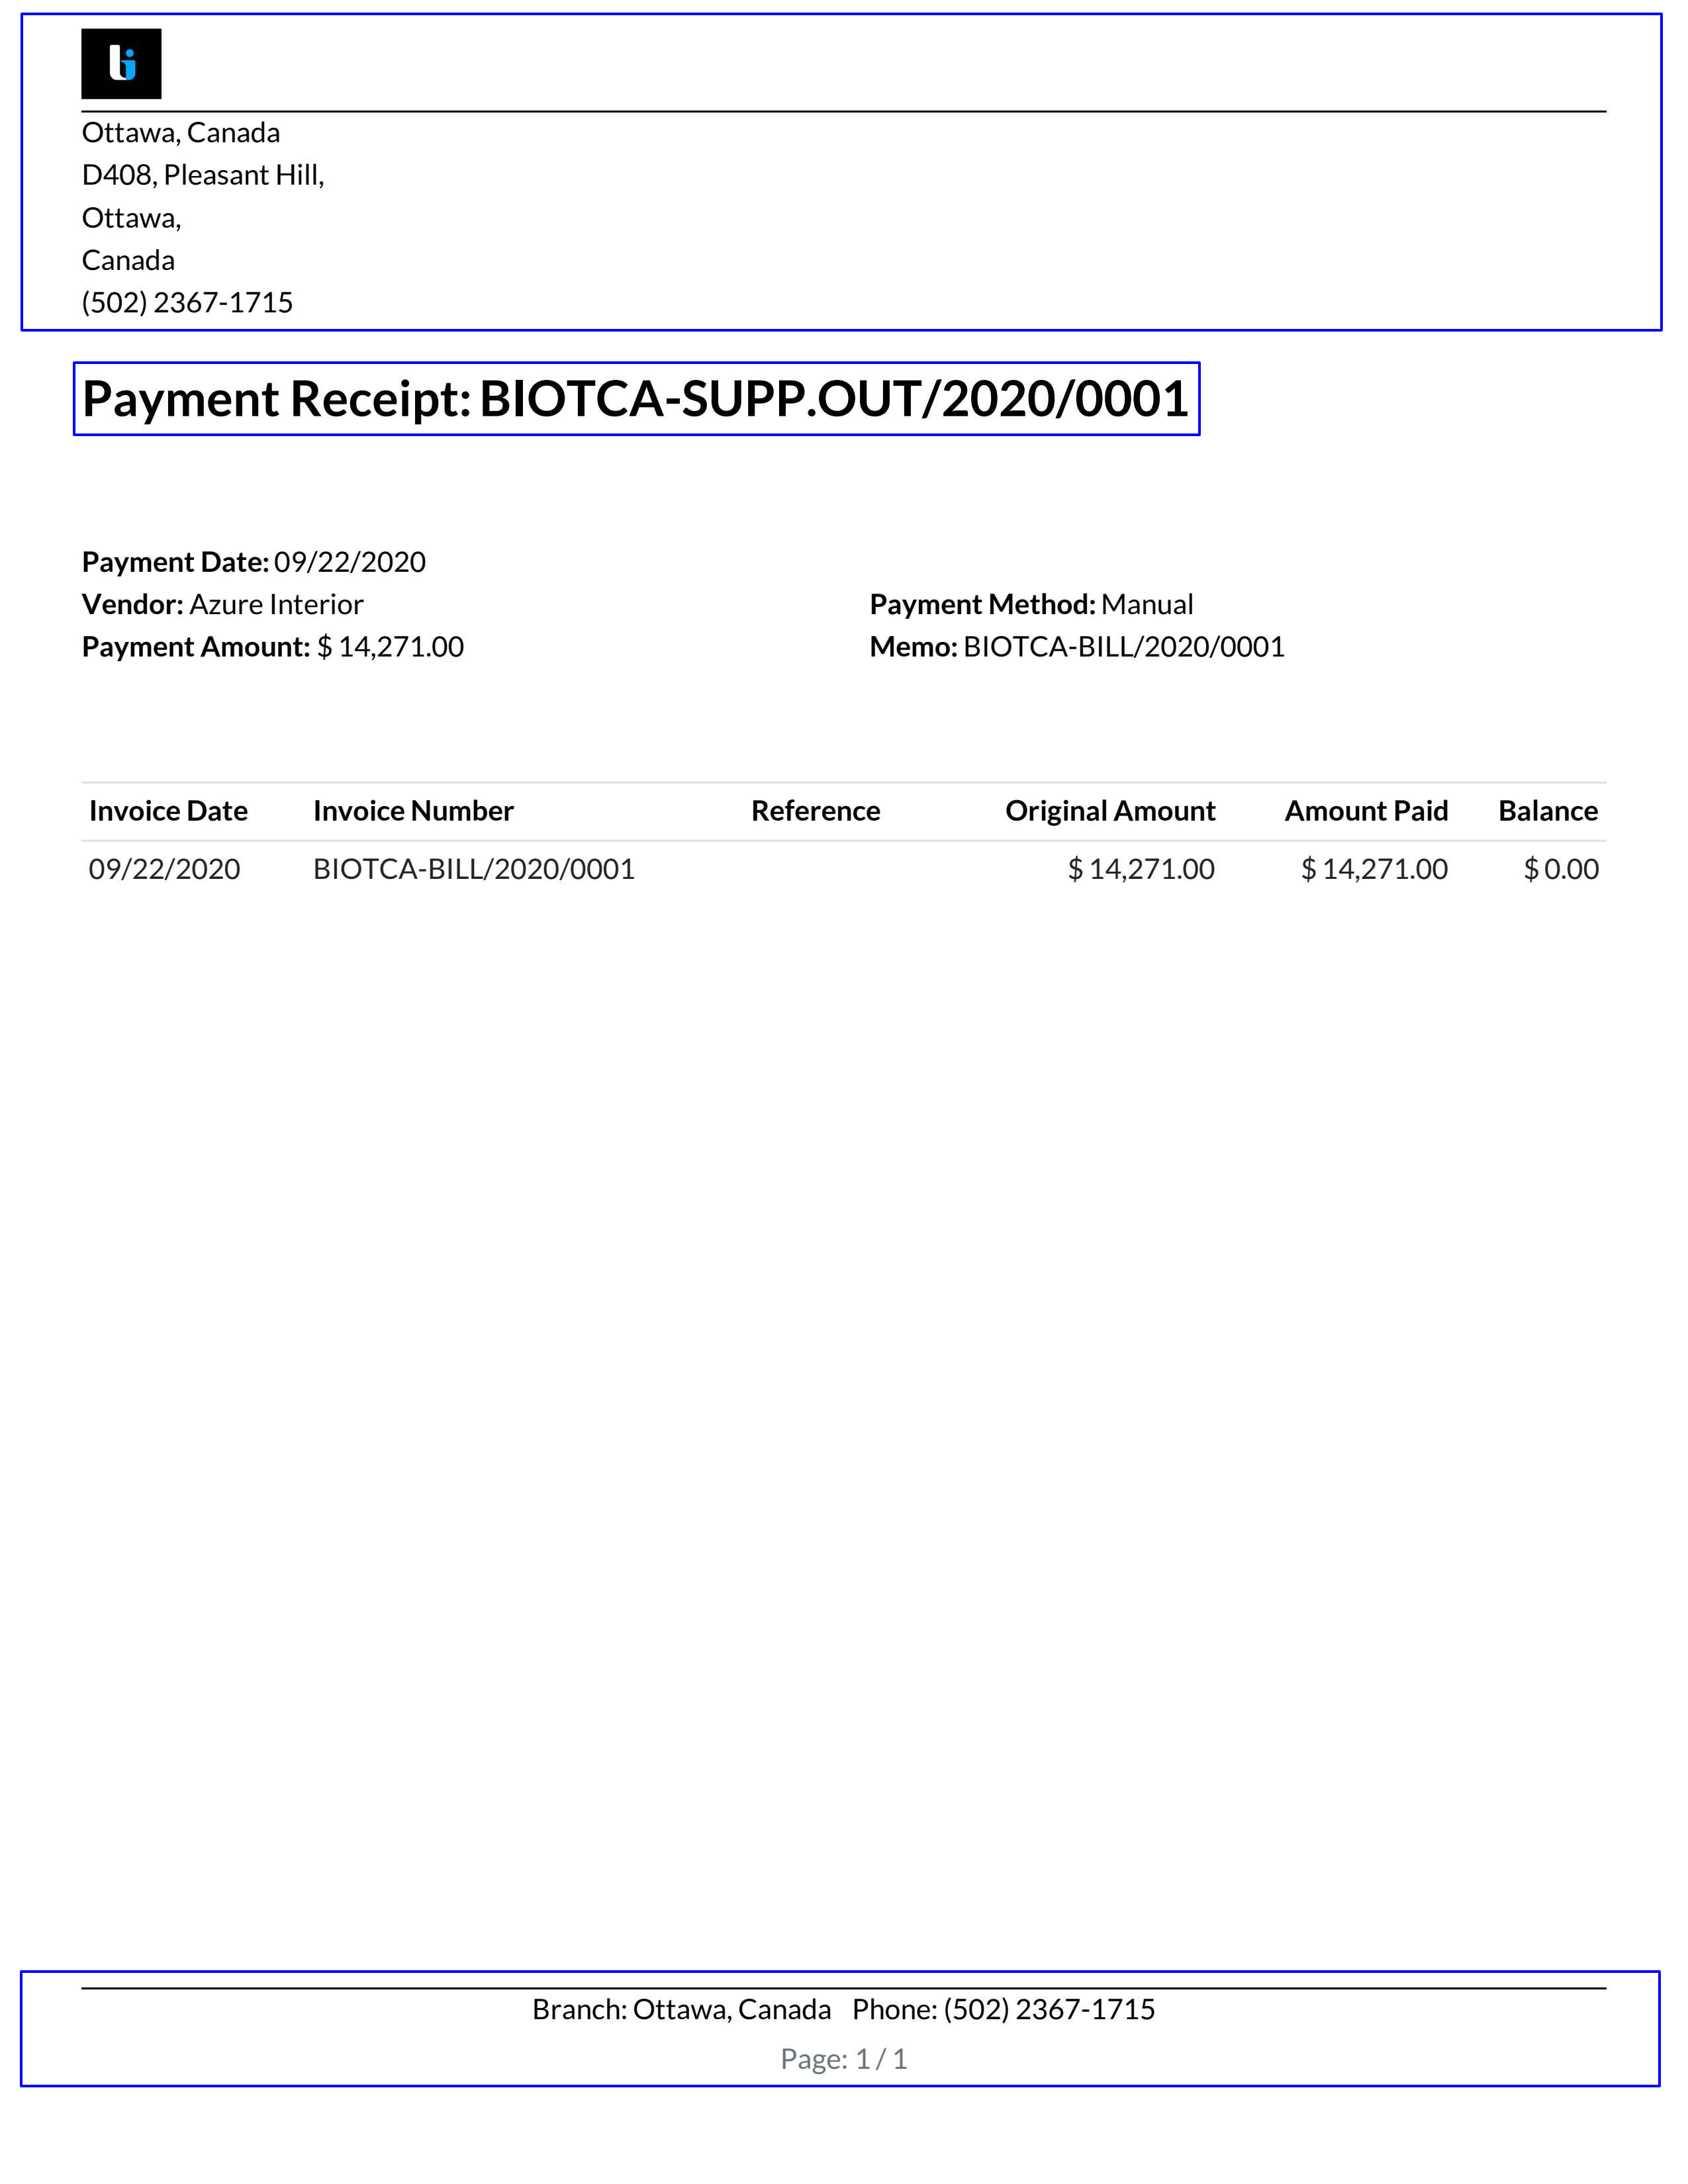 Ottawa, Canada
D408, Pleasant Hill,
Ottawa,
Canada
(502) 2367-1715
Payment Receipt: BIOTCA-SUPP.OUT/2020/0001
Payment Date: 09/22/2020
Vendor: Azure Interior Payment Method: Manual
Payment Amount: $ 14,271.00 Memo: BIOTCA-BILL/2020/0001
Invoice Date Invoice Number Reference Original Amount Amount Paid Balance
09/22/2020 BIOTCA-BILL/2020/0001 $ 14,271.00 $ 14,271.00 $ 0.00
Branch: Ottawa, Canada Phone: (502) 2367-1715
Page: 1 / 1